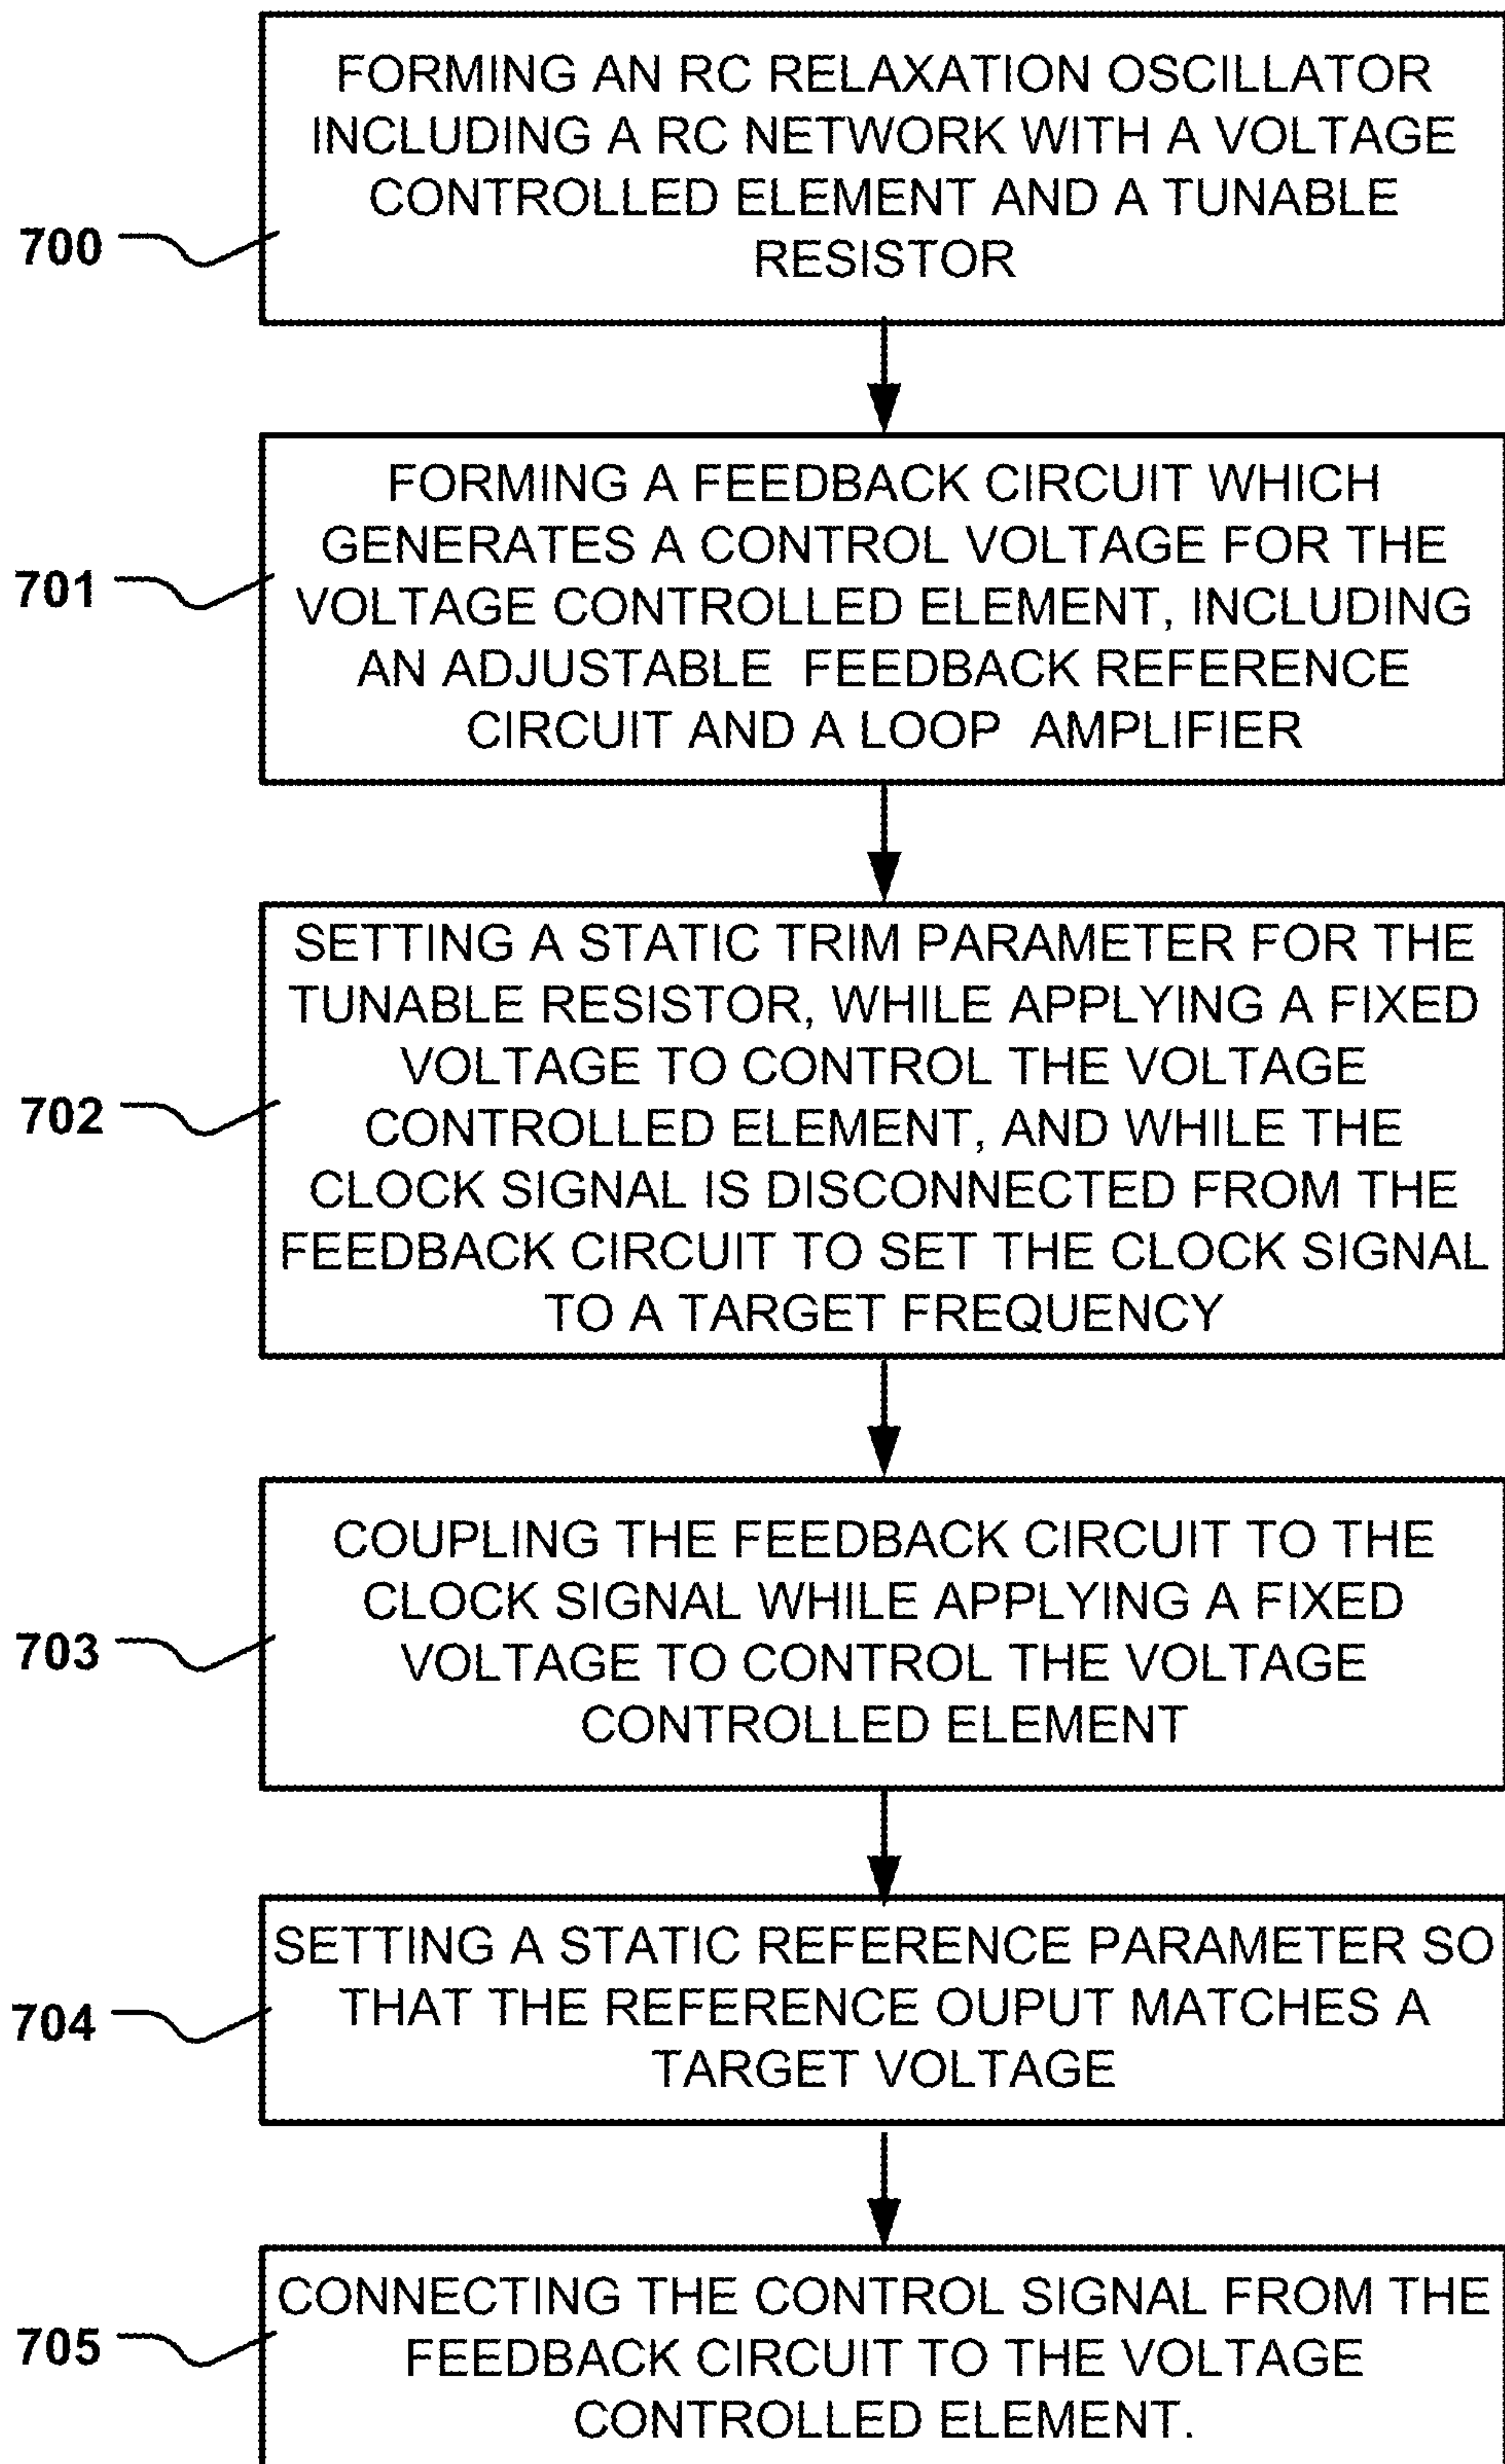 FORMING AN RC RELAXATION OSCILLATOR
INCLUDING A RC NETWORK WITH A VOLTAGE
CONTROLLED ELEMENT AND A TUNABLE
RESISTOR
700
FORMING A FEEDBACK CIRCUIT WHICH
GENERATES A CONTROL VOLTAGE FOR THE
VOLTAGE CONTROLLED ELEMENT, INCLUDING
AN ADJUSTABLE FEEDBACK REFERENCE
CIRCUIT AND A LOOP AMPLIFIER
701
SETTING A STATIC TRIM PARAMETER FOR THE
TUNABLE RESISTOR, WHILE APPLYING A FIXED
VOLTAGE TO CONTROL THE VOLTAGE
CONTROLLED ELEMENT, AND WHILE THE
CLOCK SIGNAL IS DISCONNECTED FROM THE
FEEDBACK CIRCUIT TO SET THE CLOCK SIGNAL
TO A TARGET FREQUENCY
702
COUPLING THE FEEDBACK CIRCUIT TO THE
CLOCK SIGNAL WHILE APPLYING A FIXED
VOLTAGE TO CONTROL THE VOLTAGE
CONTROLLED ELEMENT
703
SETTING A STATIC REFERENCE PARAMETER SO
THAT THE REFERENCE OUPUT MATCHES A
TARGET VOLTAGE
704
CONNECTING THE CONTROL SIGNAL FROM THE
FEEDBACK CIRCUIT TO THE VOLTAGE
CONTROLLED ELEMENT.
705